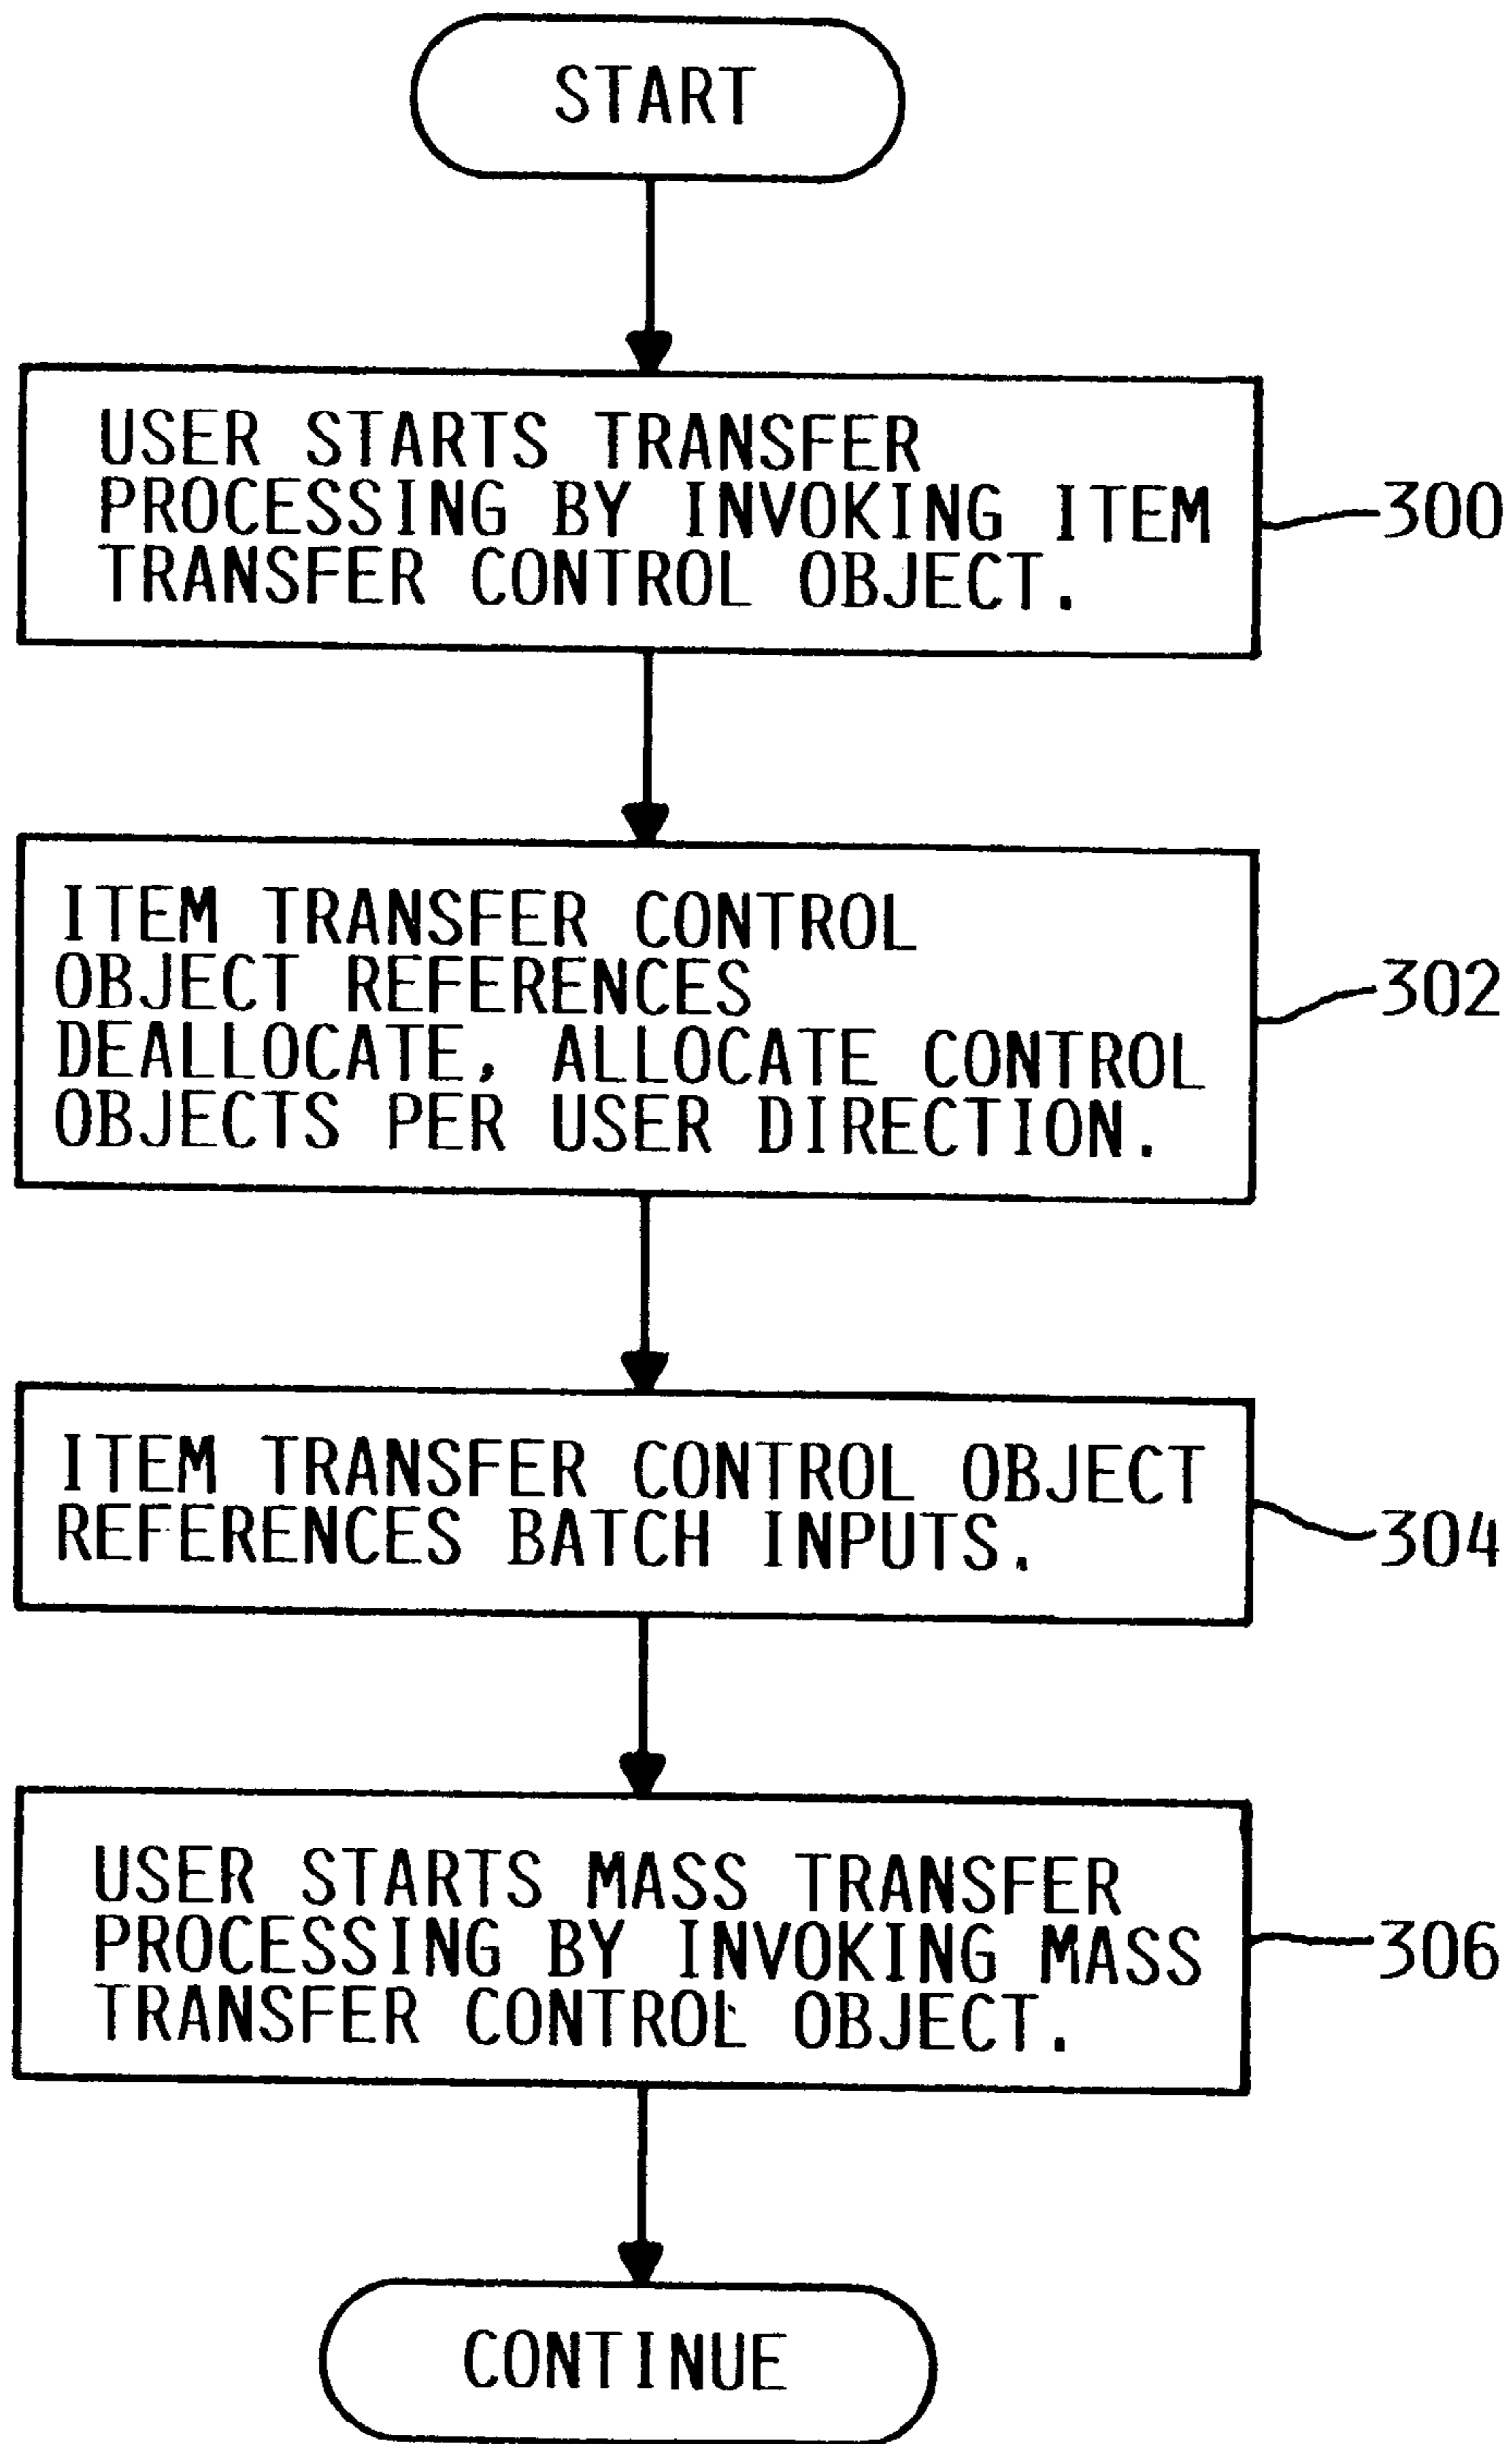 START
USER STARTS TRANSFER
PROCESSING BY INVOKING ITEM
TRANSFER CONTROL OBJECT.
300
ITEM TRANSFER CONTROL
OBJECT REFERENCES
DEALLOCATE, ALLOCATE CONTROL
OBJECTS PER USER DIRECTION.
302
ITEM TRANSFER CONTROL OBJECT
REFERENCES BATCH INPUTS.
304
USER STARTS MASS TRANSFER
PROCESSING BY INVOKING MASS
TRANSFER CONTROL OBJECT.
306
CONTINUE